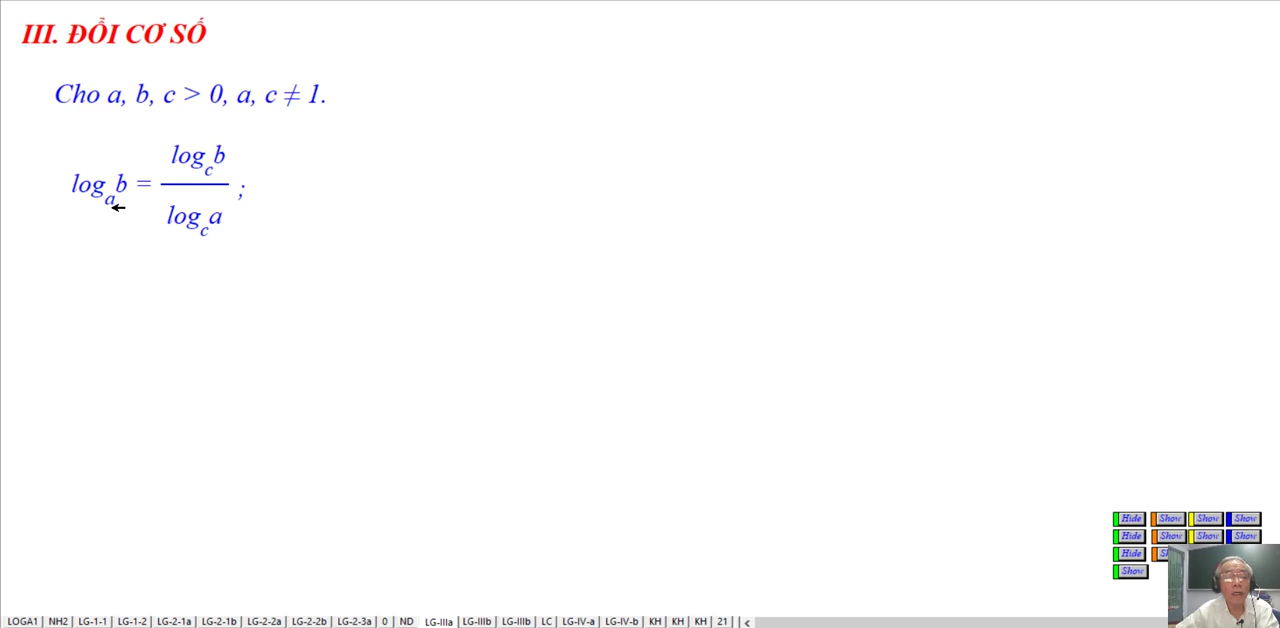 III. ĐỔI CƠ SỐ
Cho a, b, c > 0, a, c ≠ 1.
log_a b = log_c b / log_c a ;
Hide Show Show Show
Hide Show Show Show
Hide
Show
LOGA1 | NH2 | LG-1-1 | LG-1-2 | LG-2-1a | LG-2-1b | LG-2-2a | LG-2-2b | LG-2-3a | 0 | ND | LG-IIIa | LG-IIIb | LG-IIIb | LC | LG-IV-a | LG-IV-b | KH | KH | KH | 21 |